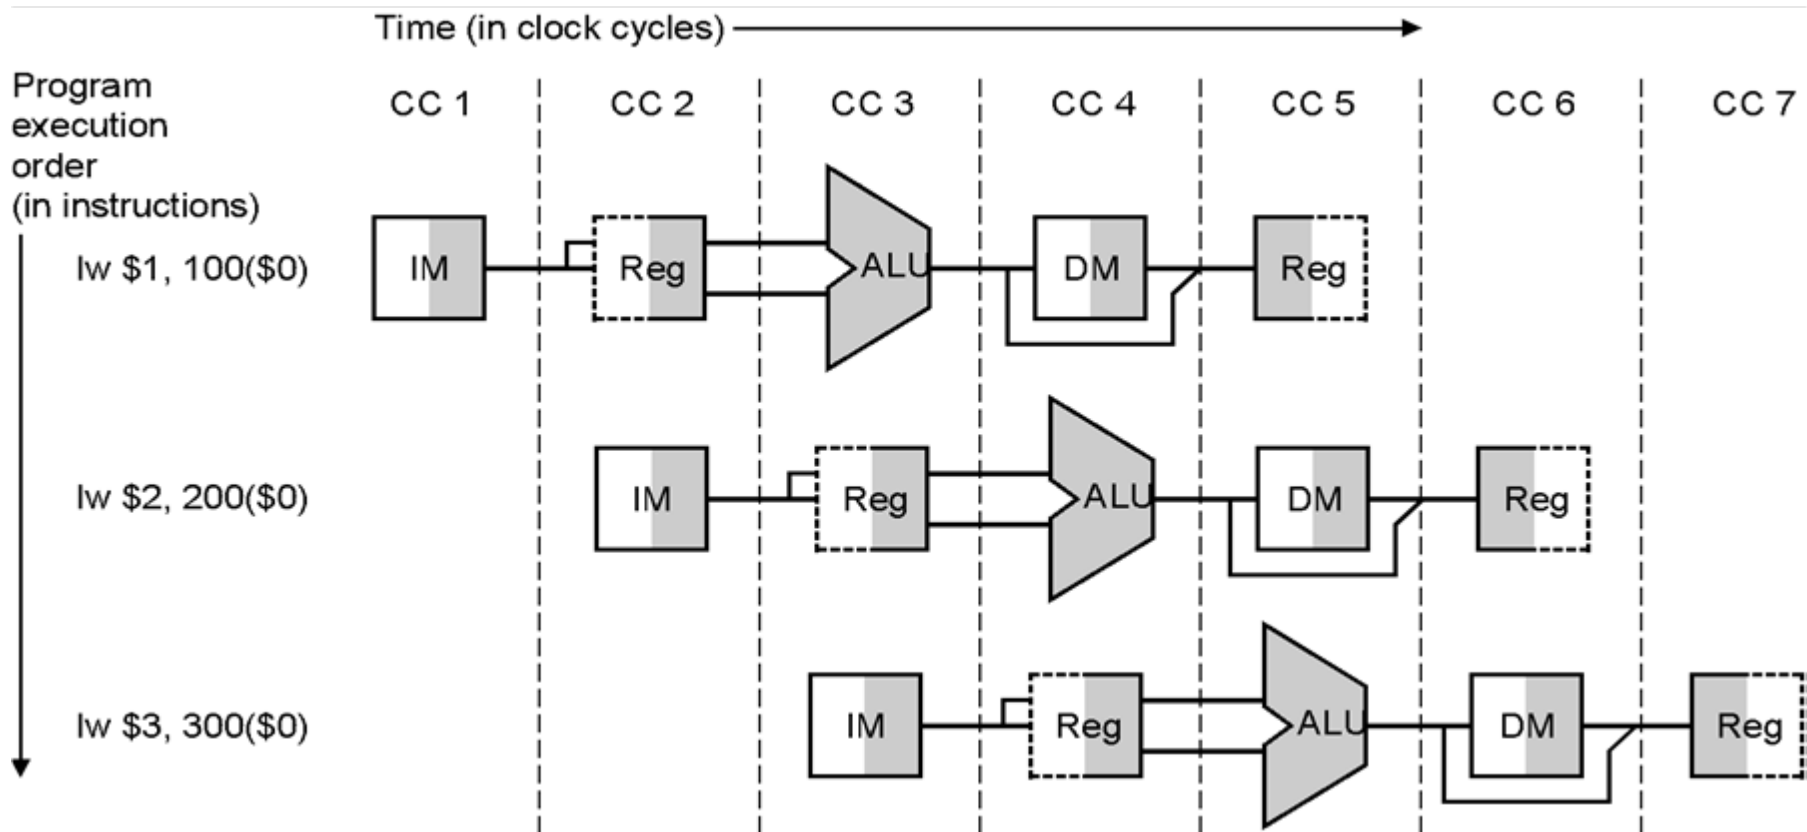 Time (in clock cycles)
Program
execution
order
(in instructions)
CC 1 CC 2 CC 3 CC 4 CC 5 CC 6 CC 7
lw $1, 100($0) IM Reg ALU DM Reg
lw $2, 200($0) IM Reg ALU DM Reg
lw $3, 300($0) IM Reg ALU DM Reg